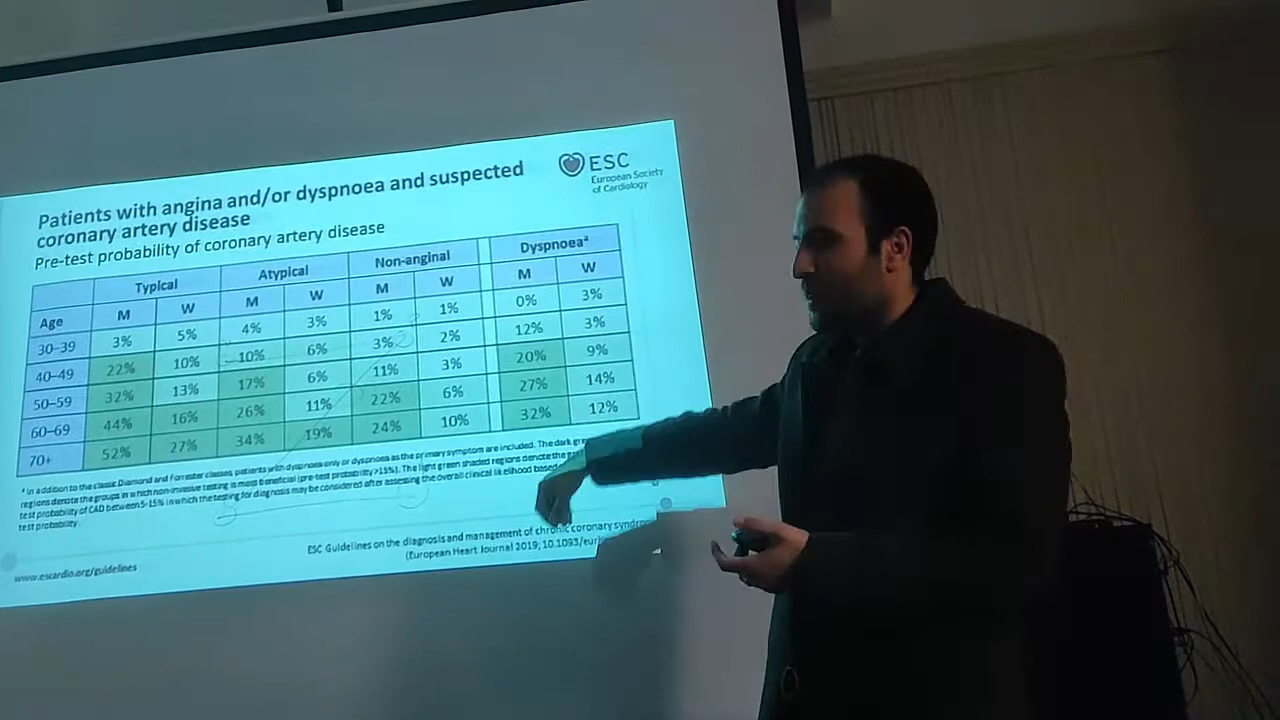 Patients with angina and/or dyspnoea and suspected
coronary artery disease
Pre-test probability of coronary artery disease
ESC
European Society
of Cardiology
Typical Atypical Non-anginal Dyspnoeaᵃ
Age M W M W M W M W
30–39 3% 5% 4% 3% 1% 1% 0% 3%
40–49 22% 10% 10% 6% 3% 2% 12% 3%
50–59 32% 13% 17% 6% 11% 3% 20% 9%
60–69 44% 16% 26% 11% 22% 6% 27% 14%
70+ 52% 27% 34% 19% 24% 10% 32% 12%
ᵃ In addition to the classic Diamond and Forrester classes, patients with dyspnoea only or dyspnoea as the primary symptom are included. The dark
regions denote the groups in which non-invasive testing is most beneficial (pre-test probability >15%). The light green shaded regions denote the
test probability of CAD between 5-15% in which the testing for diagnosis may be considered after assessing the overall clinical likelihood based
test probability.
ESC Guidelines on the diagnosis and management of chronic coronary
(European Heart Journal 2019; 10.1093/
www.escardio.org/guidelines